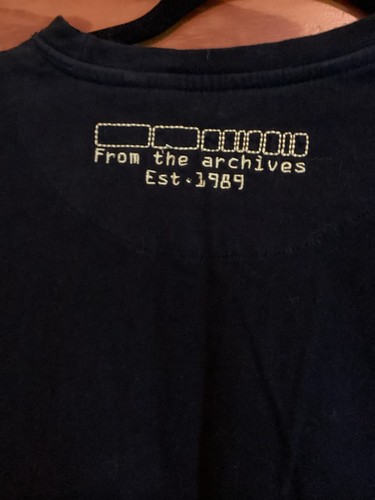 From the archives
Est.1989